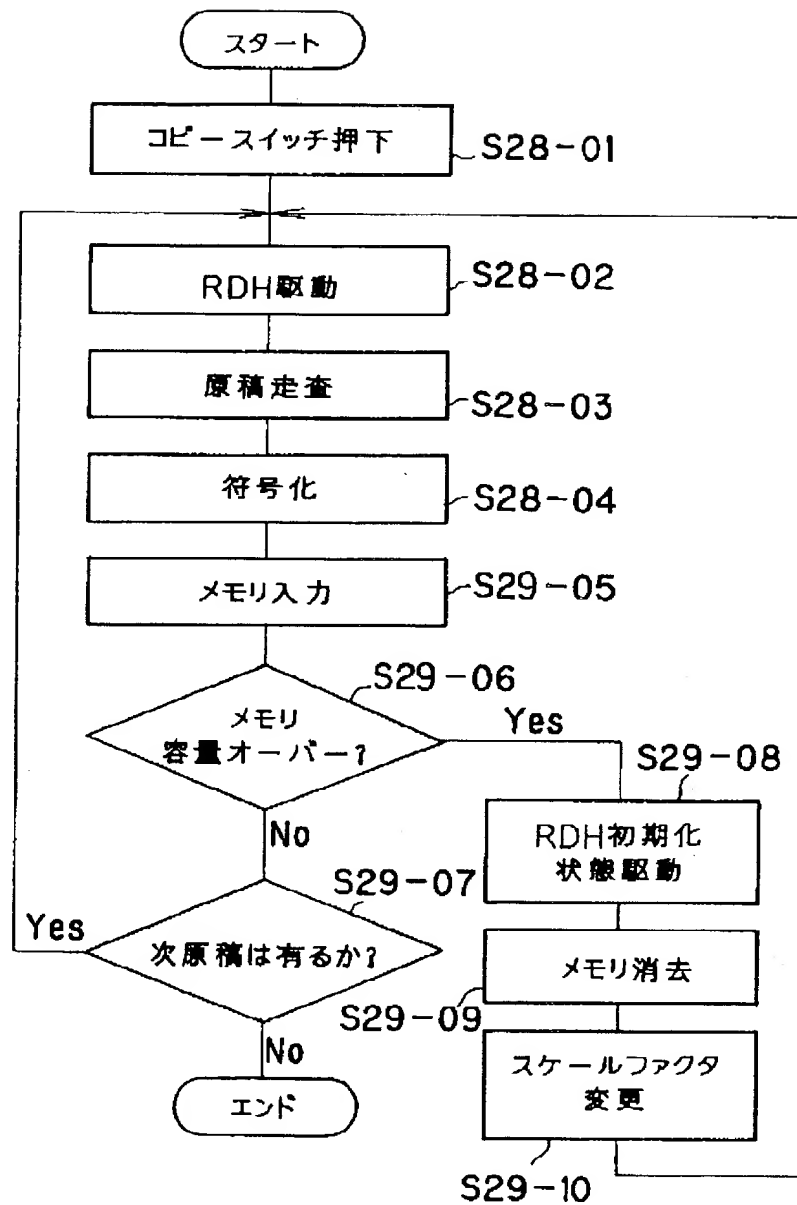 スタート
コピースイッチ押下
S28-01
RDH駆動
S28-02
原稿走査
S28-03
符号化
S28-04
メモリ入力
S29-05
メモリ
容量オーバー?
S29-06
Yes
No
次原稿は有るか?
S29-07
Yes
No
エンド
RDH初期化
状態駆動
S29-08
メモリ消去
S29-09
スケールファクタ
変更
S29-10